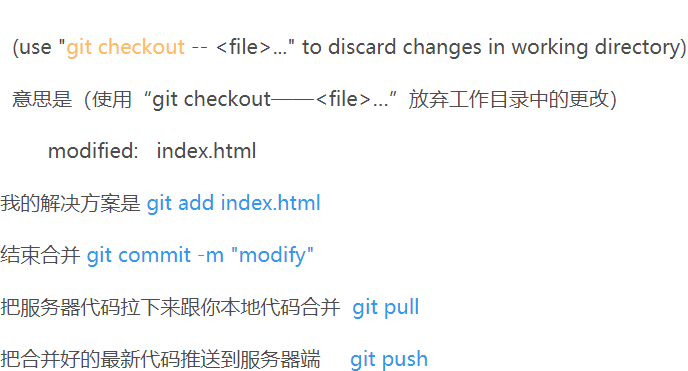 (use "git checkout -- <file>..." to discard changes in working directory)
意思是（使用“git checkout——<file>…”放弃工作目录中的更改）
modified: index.html
我的解决方案是 git add index.html
结束合并 git commit -m "modify"
把服务器代码拉下来跟你本地代码合并 git pull
把合并好的最新代码推送到服务器端 git push